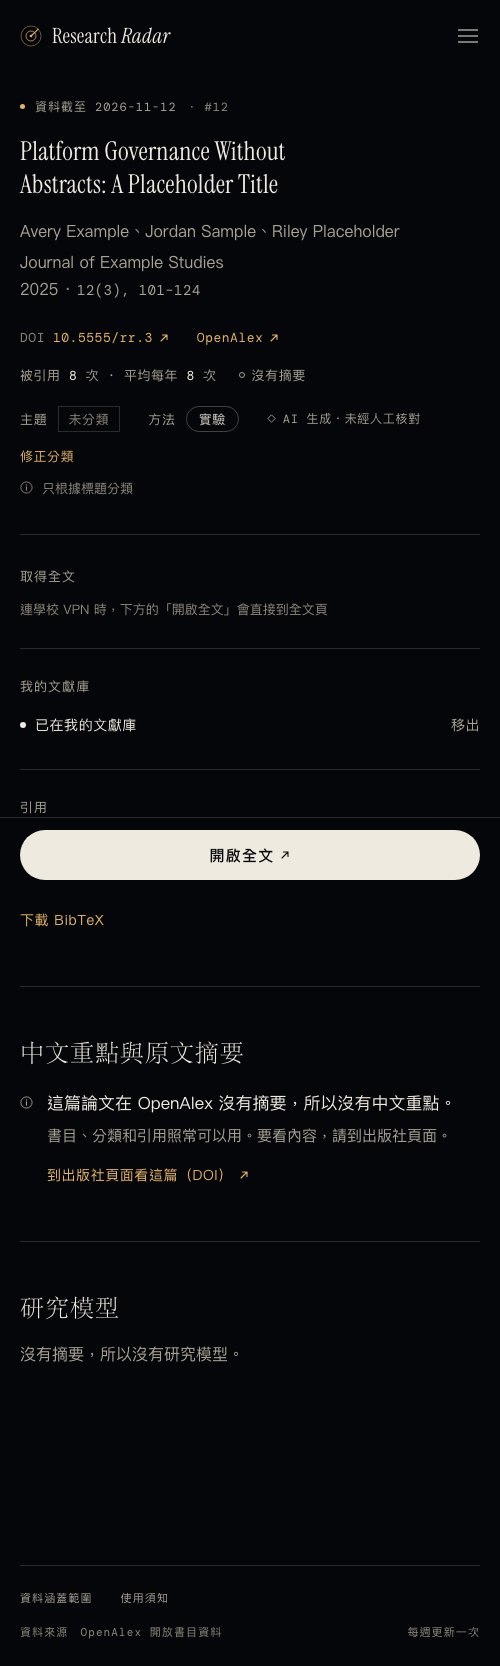 Research Radar
資料截至 2026-11-12 · #12
Platform Governance Without
Abstracts: A Placeholder Title
Avery Example、Jordan Sample、Riley Placeholder
Journal of Example Studies
2025 · 12(3), 101–124
DOI 10.5555/rr.3 ↗ OpenAlex ↗
被引用 8 次 · 平均每年 8 次 ○ 沒有摘要
主題 未分類 方法 實驗 ◇ AI 生成·未經人工核對
修正分類
ⓘ 只根據標題分類
取得全文
連學校 VPN 時，下方的「開啟全文」會直接到全文頁
我的文獻庫
已在我的文獻庫 移出
引用
開啟全文 ↗
下載 BibTeX
中文重點與原文摘要
ⓘ 這篇論文在 OpenAlex 沒有摘要，所以沒有中文重點。
書目、分類和引用照常可以用。要看內容，請到出版社頁面。
到出版社頁面看這篇（DOI） ↗
研究模型
沒有摘要，所以沒有研究模型。
資料涵蓋範圍 使用須知
資料來源 OpenAlex 開放書目資料 每週更新一次